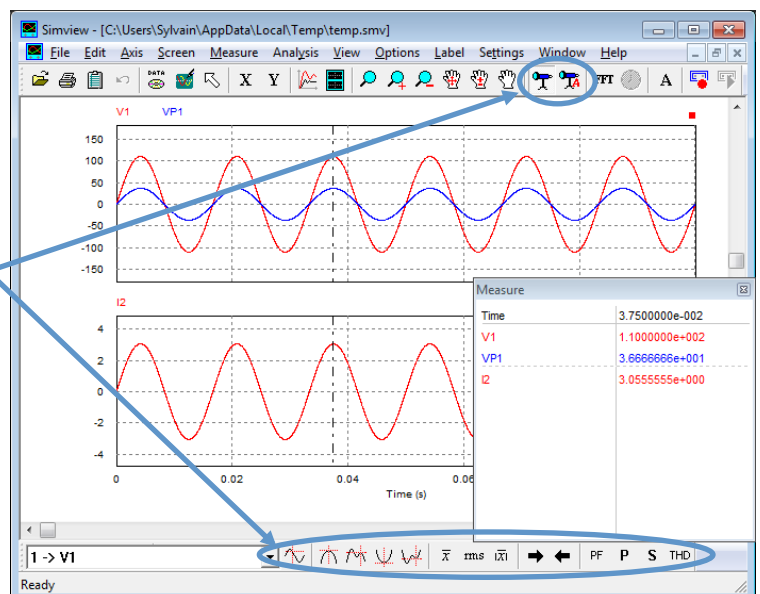 Simview - [C:\Users\Sylvain\AppData\Local\Temp\temp.smv]
File Edit Axis Screen Measure Analysis View Options Label Settings Window Help
DATA X Y A FFT A
V1 VP1
150
100
50
0
-50
-100
-150
I2
4
2
0
-2
-4
0 0.02 0.04 0.06
Time (s)
Measure
Time 3.7500000e-002
V1 1.1000000e+002
VP1 3.6666666e+001
I2 3.0555555e+000
1 -> V1
x̅ rms |x̅| PF P S THD
Ready